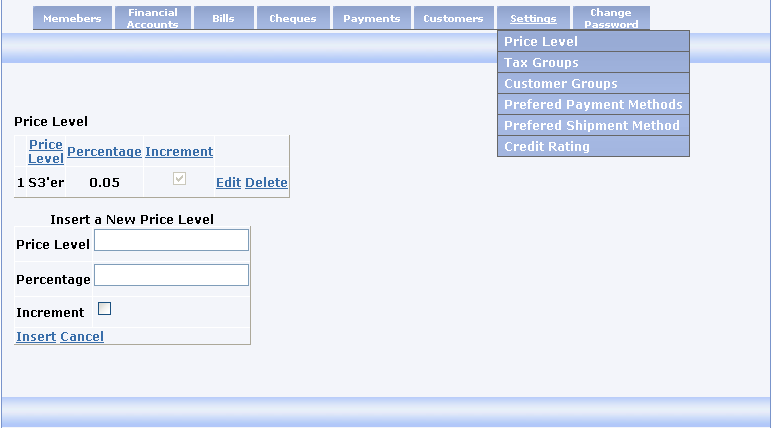 Memebers
Financial Accounts
Bills
Cheques
Payments
Customers
Settings
Change Password
Price Level
Tax Groups
Customer Groups
Prefered Payment Methods
Prefered Shipment Method
Credit Rating
Price Level
Price Level Percentage Increment
1 S3'er 0.05 Edit Delete
Insert a New Price Level
Price Level
Percentage
Increment
Insert Cancel